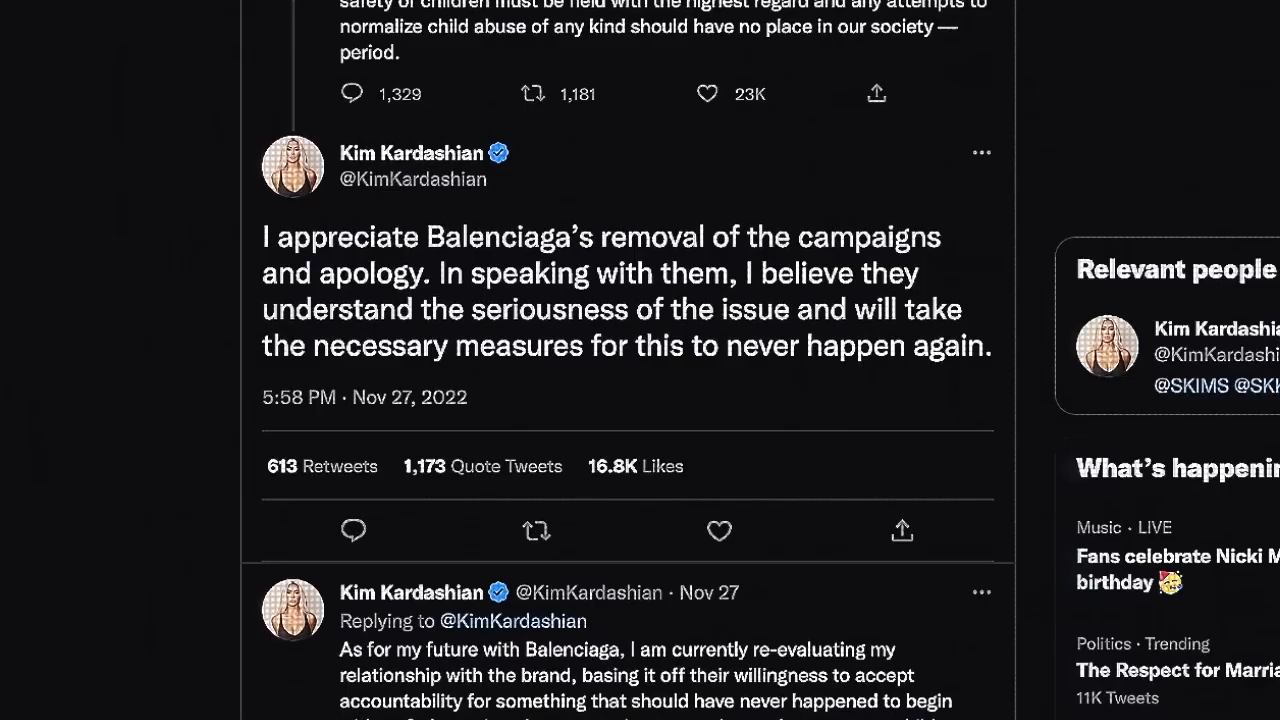 safety of children must be held with the highest regard and any attempts to
normalize child abuse of any kind should have no place in our society —
period.
1,329 1,181 23K
Kim Kardashian
@KimKardashian
I appreciate Balenciaga’s removal of the campaigns
and apology. In speaking with them, I believe they
understand the seriousness of the issue and will take
the necessary measures for this to never happen again.
5:58 PM · Nov 27, 2022
613 Retweets 1,173 Quote Tweets 16.8K Likes
Kim Kardashian @KimKardashian · Nov 27
Replying to @KimKardashian
As for my future with Balenciaga, I am currently re-evaluating my
relationship with the brand, basing it off their willingness to accept
accountability for something that should have never happened to begin
Relevant people
Kim Kardashia
@KimKardashi
@SKIMS @SKK
What’s happenin
Music · LIVE
Fans celebrate Nicki M
birthday 🥳
Politics · Trending
The Respect for Marria
11K Tweets